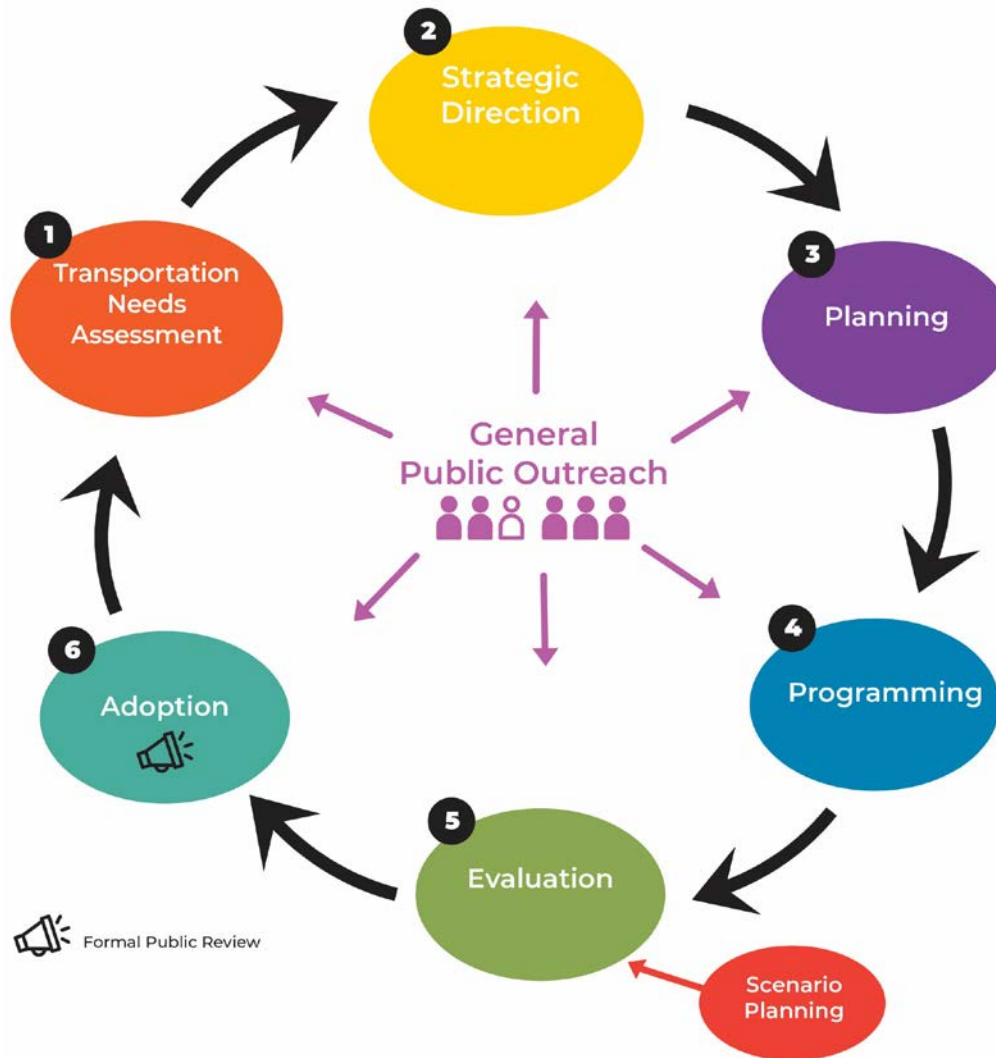 1
Transportation
Needs
Assessment
2
Strategic
Direction
3
Planning
General
Public Outreach
4
Programming
5
Evaluation
6
Adoption
Formal Public Review
Scenario
Planning